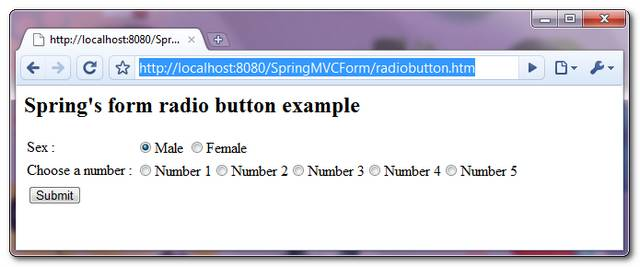 http://localhost:8080/Spr...
http://localhost:8080/SpringMVCForm/radiobutton.htm
Spring's form radio button example
Sex : Male Female
Choose a number : Number 1 Number 2 Number 3 Number 4 Number 5
Submit